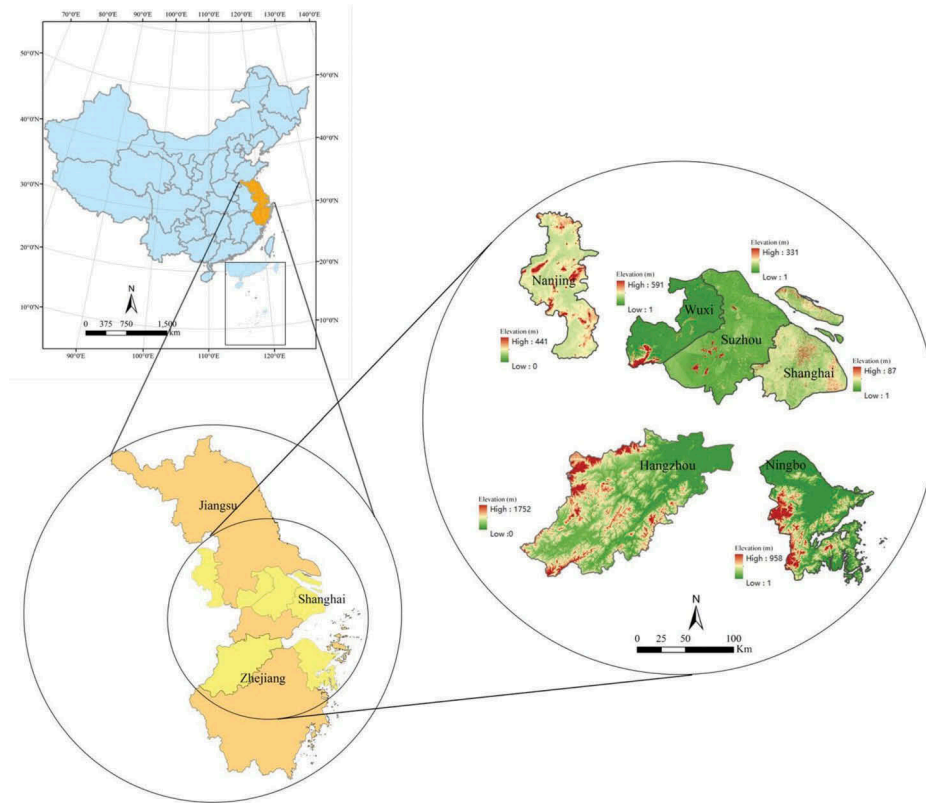 70°0'E 80°0'E 90°0'E 100°0'E 110°0'E 120°0'E 130°0'E 140°0'E
50°0'N
40°0'N
30°0'N
20°0'N
10°0'N
50°0'N
40°0'N
30°0'N
20°0'N
10°0'N
N
0 375 750 1,500
km
90°0'E 100°0'E 110°0'E 120°0'E
Jiangsu
Shanghai
Zhejiang
Nanjing
Elevation (m)
High : 441
Low : 0
Elevation (m)
High : 591
Low : 1
Wuxi
Suzhou
Elevation (m)
High : 331
Low : 1
Shanghai
Elevation (m)
High : 87
Low : 1
Hangzhou
Elevation (m)
High : 1752
Low :0
Ningbo
Elevation (m)
High : 958
Low : 1
N
0 25 50 100
Km